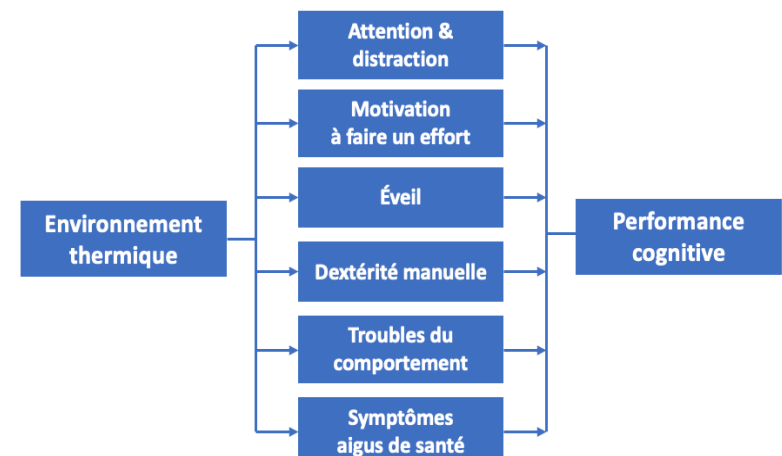 Attention &
distraction
Motivation
à faire un effort
Éveil
Environnement
thermique
Performance
cognitive
Dextérité manuelle
Troubles du
comportement
Symptômes
aigus de santé